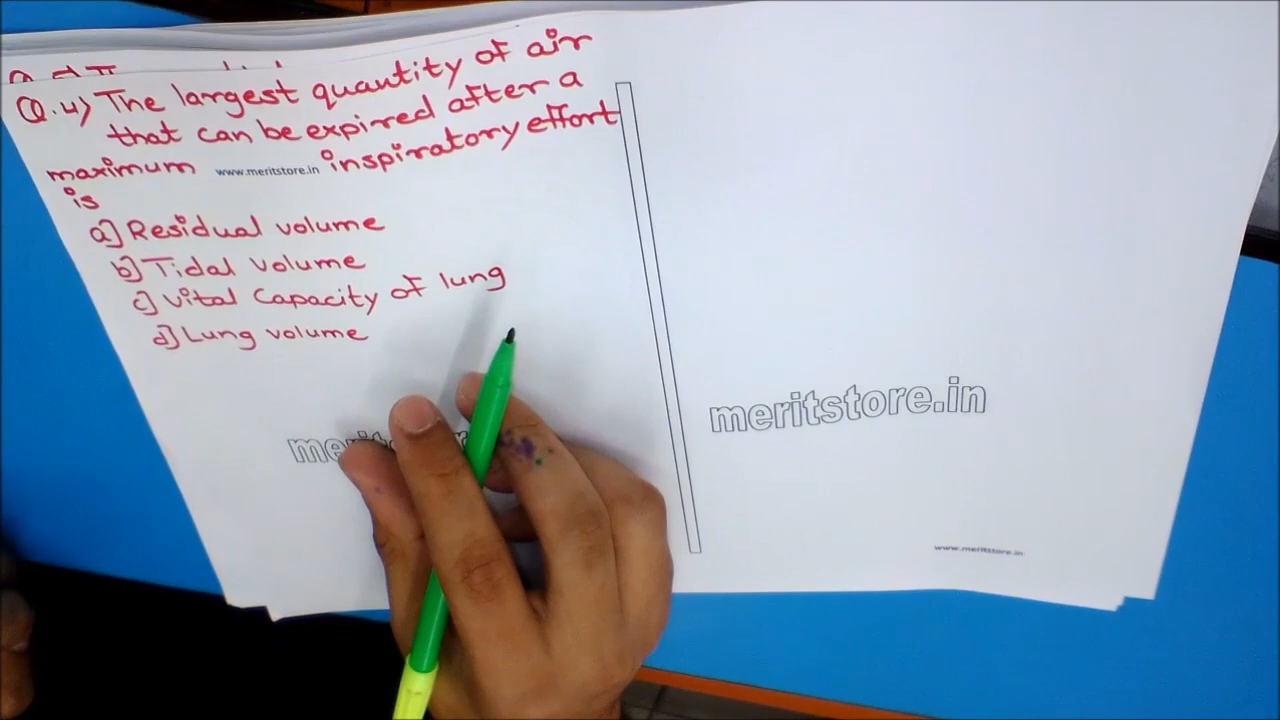 Q.4) The largest quantity of air
that can be expired after a
maximum www.meritstore.in inspiratory effort
is
a] Residual volume
b] Tidal volume
c] Vital Capacity of lung
d] Lung volume
meritstore.in
www.meritstore.in